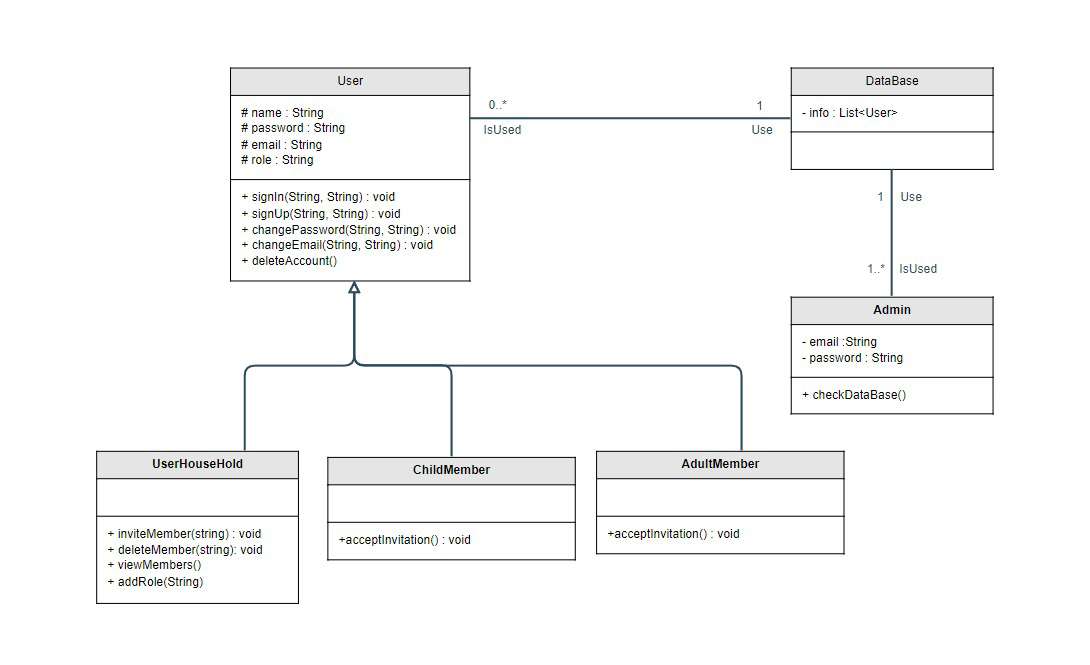 User
# name : String
# password : String
# email : String
# role : String
+ signIn(String, String) : void
+ signUp(String, String) : void
+ changePassword(String, String) : void
+ changeEmail(String, String) : void
+ deleteAccount()
0..*
IsUsed
1
Use
DataBase
- info : List<User>
1
Use
1..*
IsUsed
Admin
- email :String
- password : String
+ checkDataBase()
UserHouseHold
+ inviteMember(string) : void
+ deleteMember(string): void
+ viewMembers()
+ addRole(String)
ChildMember
+acceptInvitation() : void
AdultMember
+acceptInvitation() : void